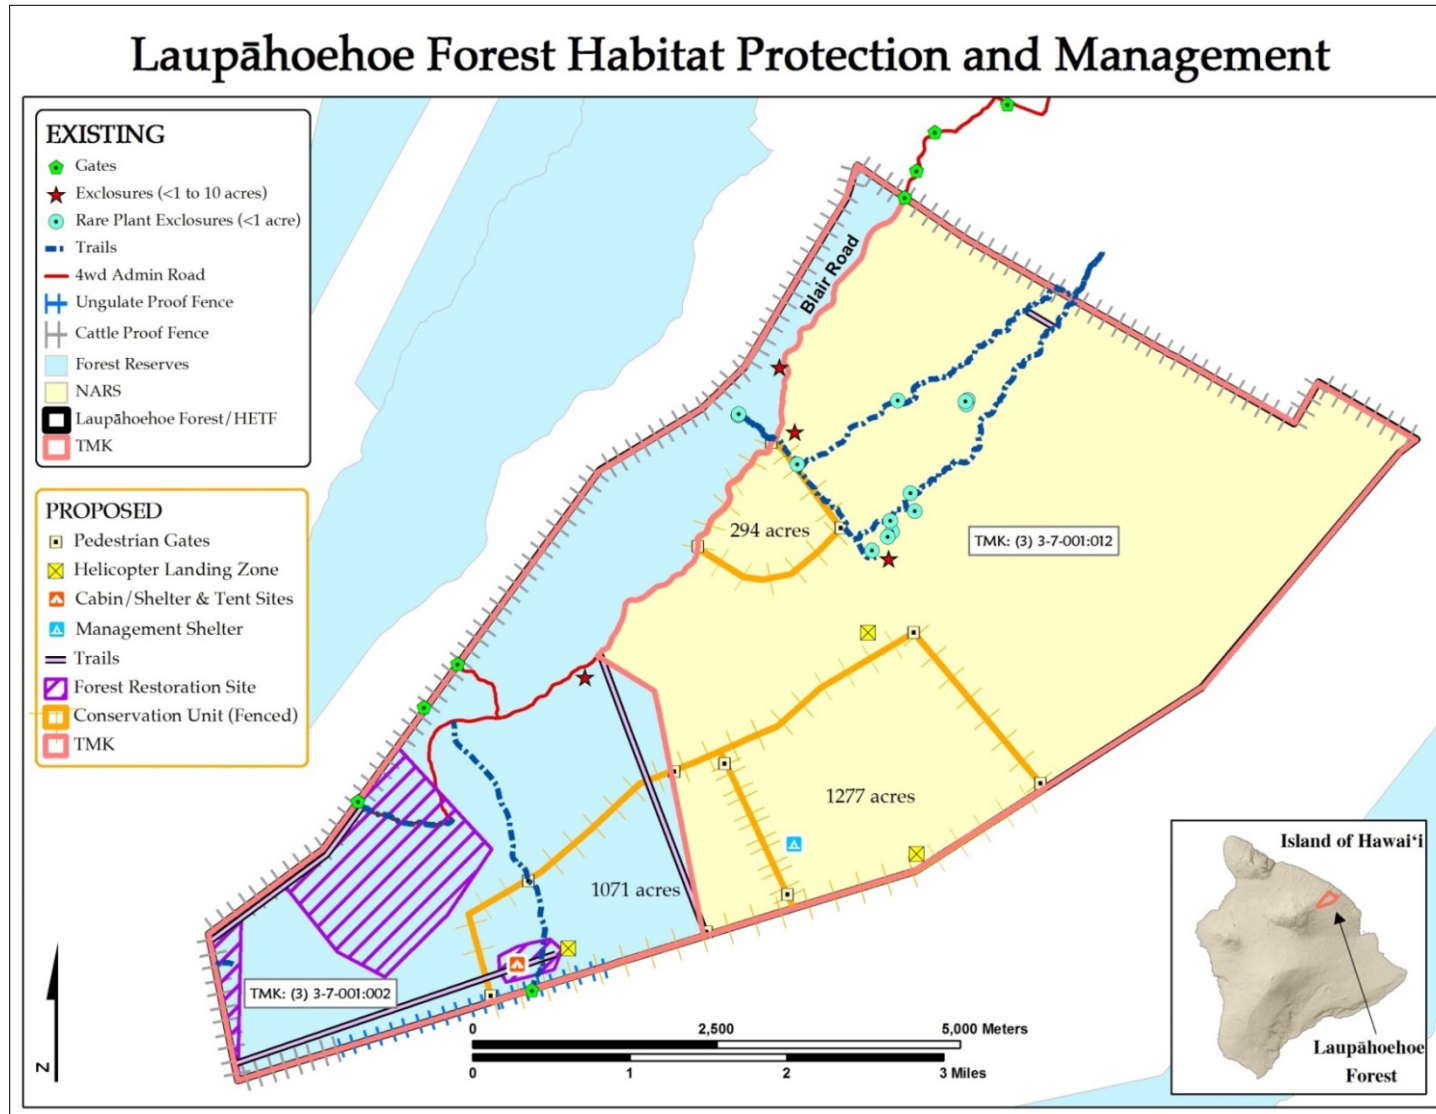 Laupāhoehoe Forest Habitat Protection and Management
EXISTING
Gates
Exclosures (<1 to 10 acres)
Rare Plant Exclosures (<1 acre)
Trails
4wd Admin Road
Ungulate Proof Fence
Cattle Proof Fence
Forest Reserves
NARS
Laupāhoehoe Forest/HETF
TMK
PROPOSED
Pedestrian Gates
Helicopter Landing Zone
Cabin/Shelter & Tent Sites
Management Shelter
Trails
Forest Restoration Site
Conservation Unit (Fenced)
TMK
Blair Road
294 acres
TMK: (3) 3-7-001:012
1277 acres
1071 acres
TMK: (3) 3-7-001:002
N
0 2,500 5,000 Meters
0 1 2 3 Miles
Island of Hawaiʻi
Laupāhoehoe
Forest